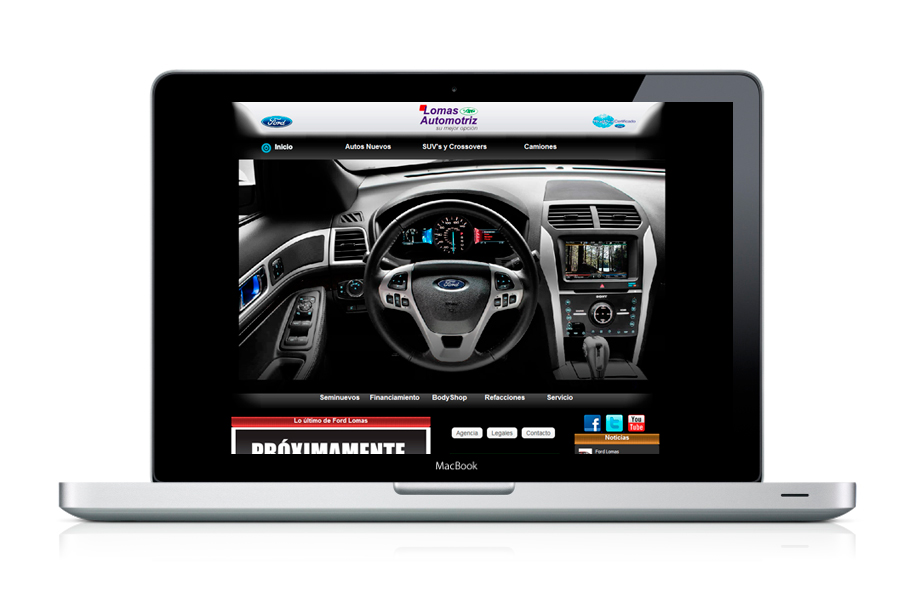 Ford
Lomas
Automotriz
su mejor opción
Certificado
Inicio
Autos Nuevos
SUV's y Crossovers
Camiones
Ford
SONY
Seminuevos
Financiamiento
BodyShop
Refacciones
Servicio
Lo último de Ford Lomas
PRÓXIMAMENTE
Agencia
Legales
Contacto
You
Tube
Noticias
Ford Lomas
MacBook